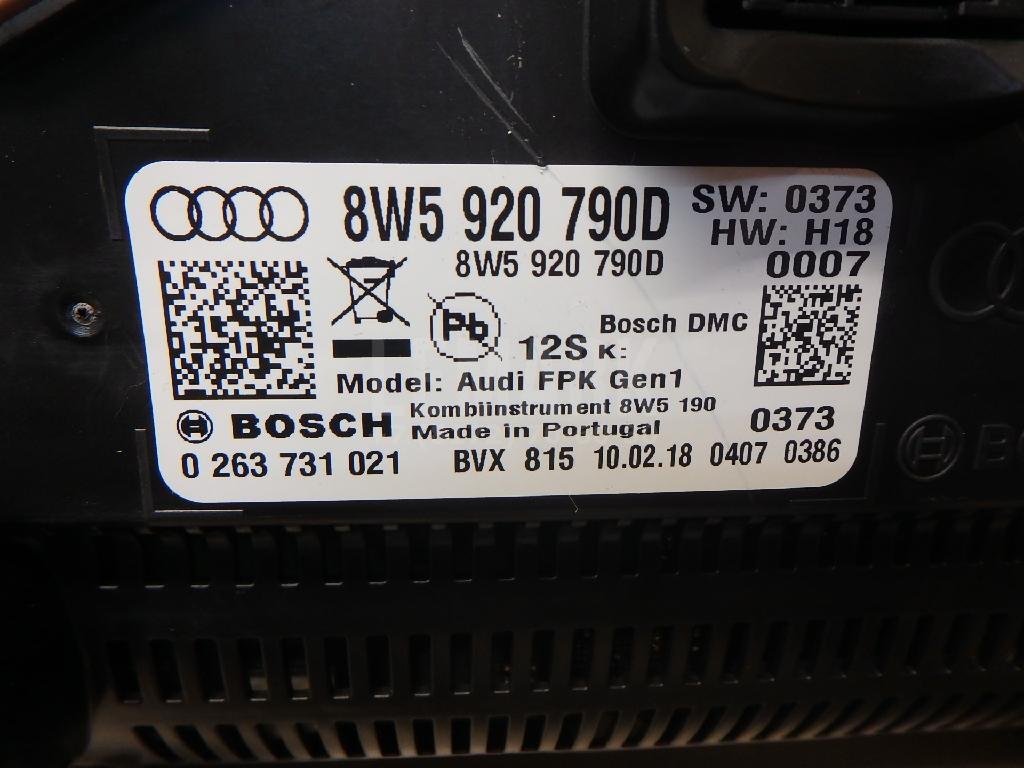 8W5 920 790D SW: 0373
HW: H18
8W5 920 790D 0007
Pb
12S K: Bosch DMC
Model: Audi FPK Gen1
Kombiinstrument 8W5 190
BOSCH Made in Portugal 0373
0 263 731 021 BVX 815 10.02.18 0407 0386